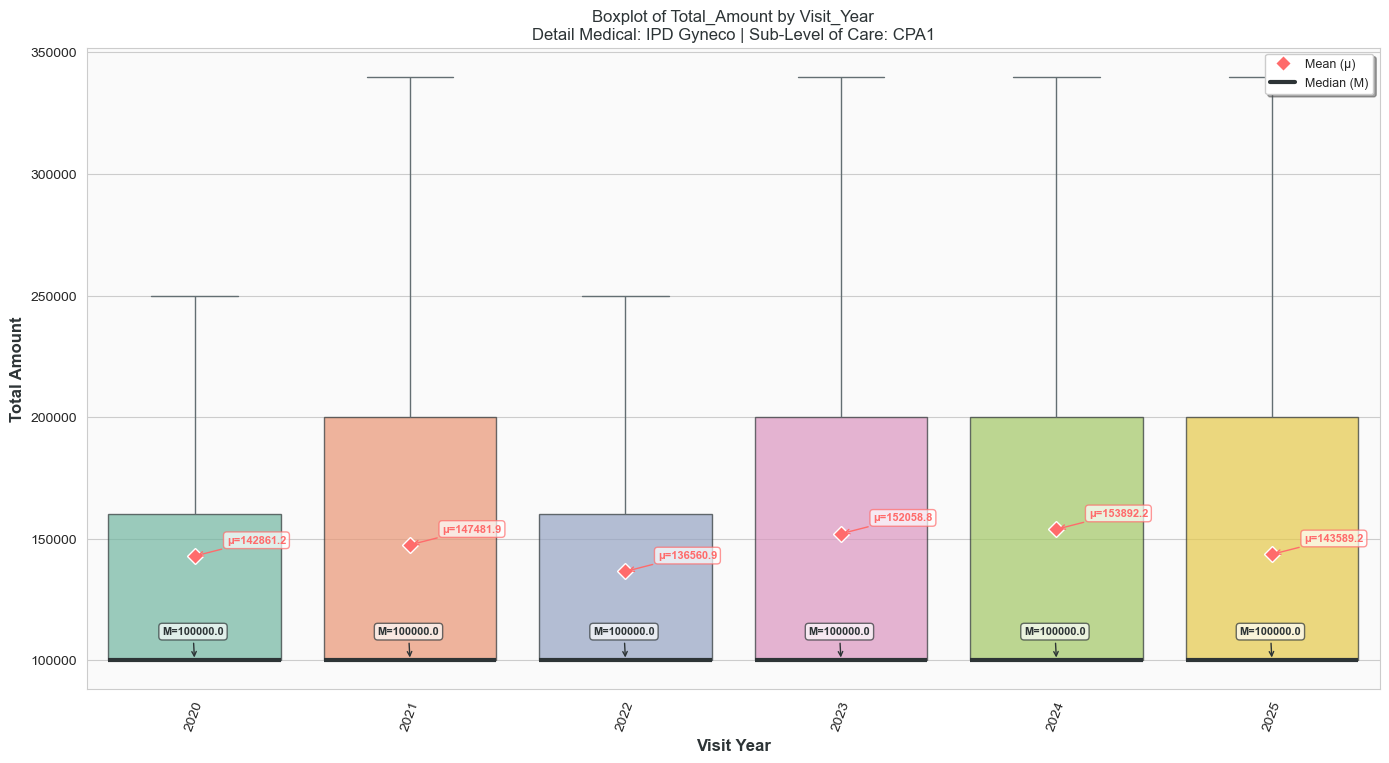 Boxplot of Total_Amount by Visit_Year
Detail Medical: IPD Gyneco | Sub-Level of Care: CPA1
Mean (μ)
Median (M)
Total Amount
350000
300000
250000
200000
150000
100000
μ=142861.2
μ=147481.9
μ=136560.9
μ=152058.8
μ=153892.2
μ=143589.2
M=100000.0
M=100000.0
M=100000.0
M=100000.0
M=100000.0
M=100000.0
2020
2021
2022
2023
2024
2025
Visit Year